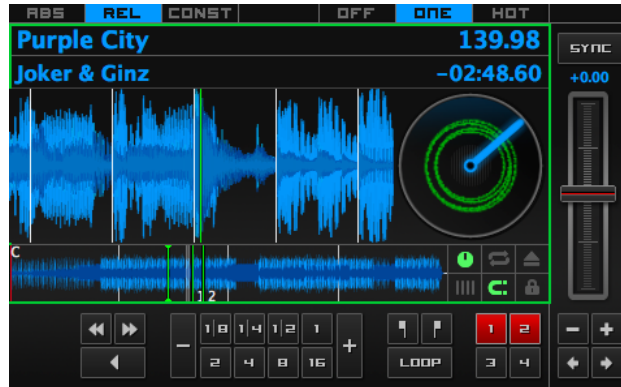 ABS REL CONST OFF ONE HOT
Purple City 139.98
SYNC
Joker & Ginz -02:48.60
+0.00
C
1 2
1|8 1|4 1|2 1
1 2
- +
- +
2 4 8 16
LOOP
3 4